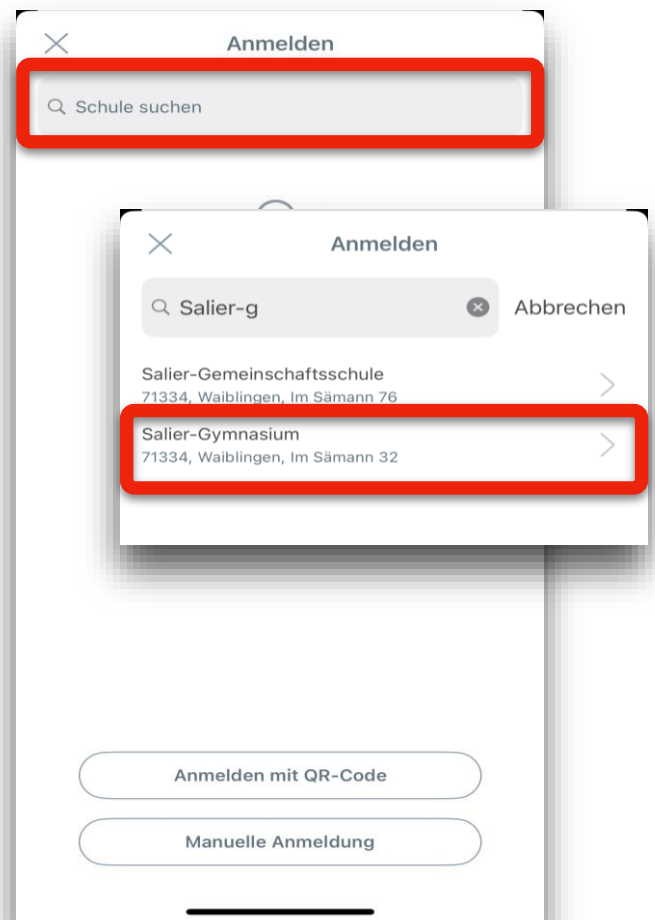 Anmelden
Schule suchen
Anmelden
Salier-g
Abbrechen
Salier-Gemeinschaftsschule
71334, Waiblingen, Im Sämann 76
Salier-Gymnasium
71334, Waiblingen, Im Sämann 32
Anmelden mit QR-Code
Manuelle Anmeldung